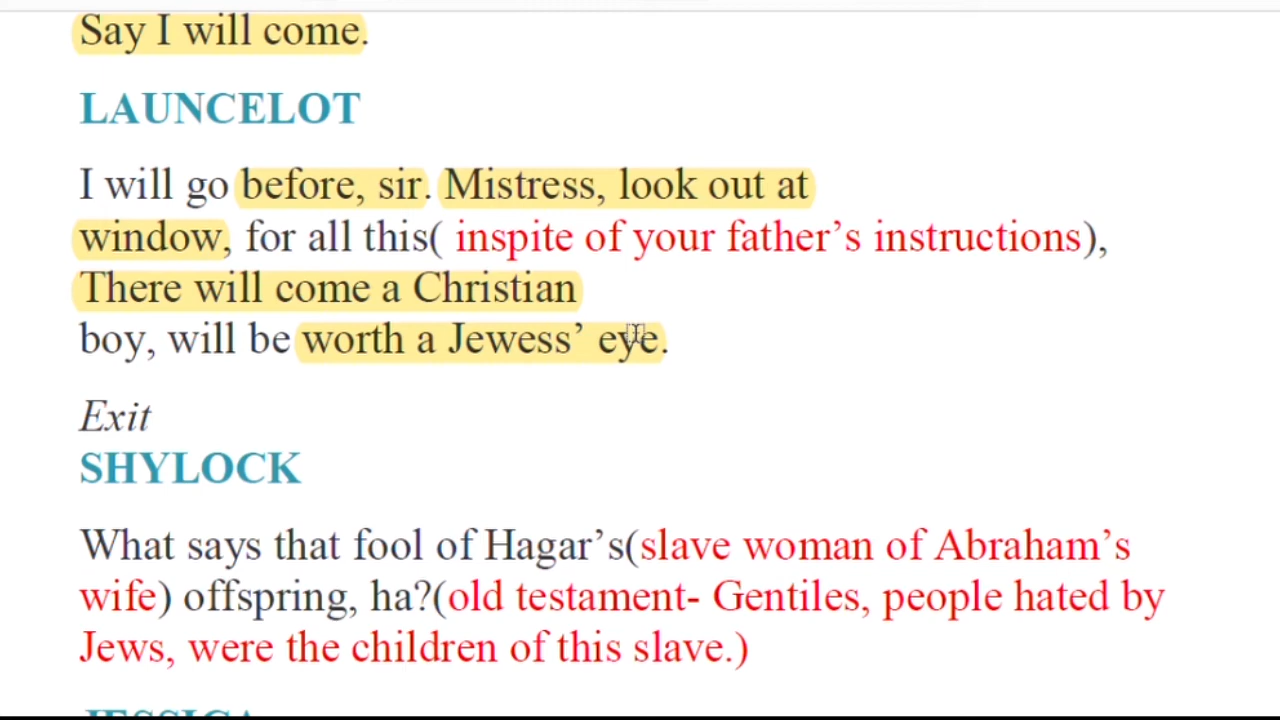 Say I will come.
LAUNCELOT
I will go before, sir. Mistress, look out at
window, for all this( inspite of your father’s instructions),
There will come a Christian
boy, will be worth a Jewess’ eye.
Exit
SHYLOCK
What says that fool of Hagar’s(slave woman of Abraham’s
wife) offspring, ha?(old testament- Gentiles, people hated by
Jews, were the children of this slave.)
JESSICA